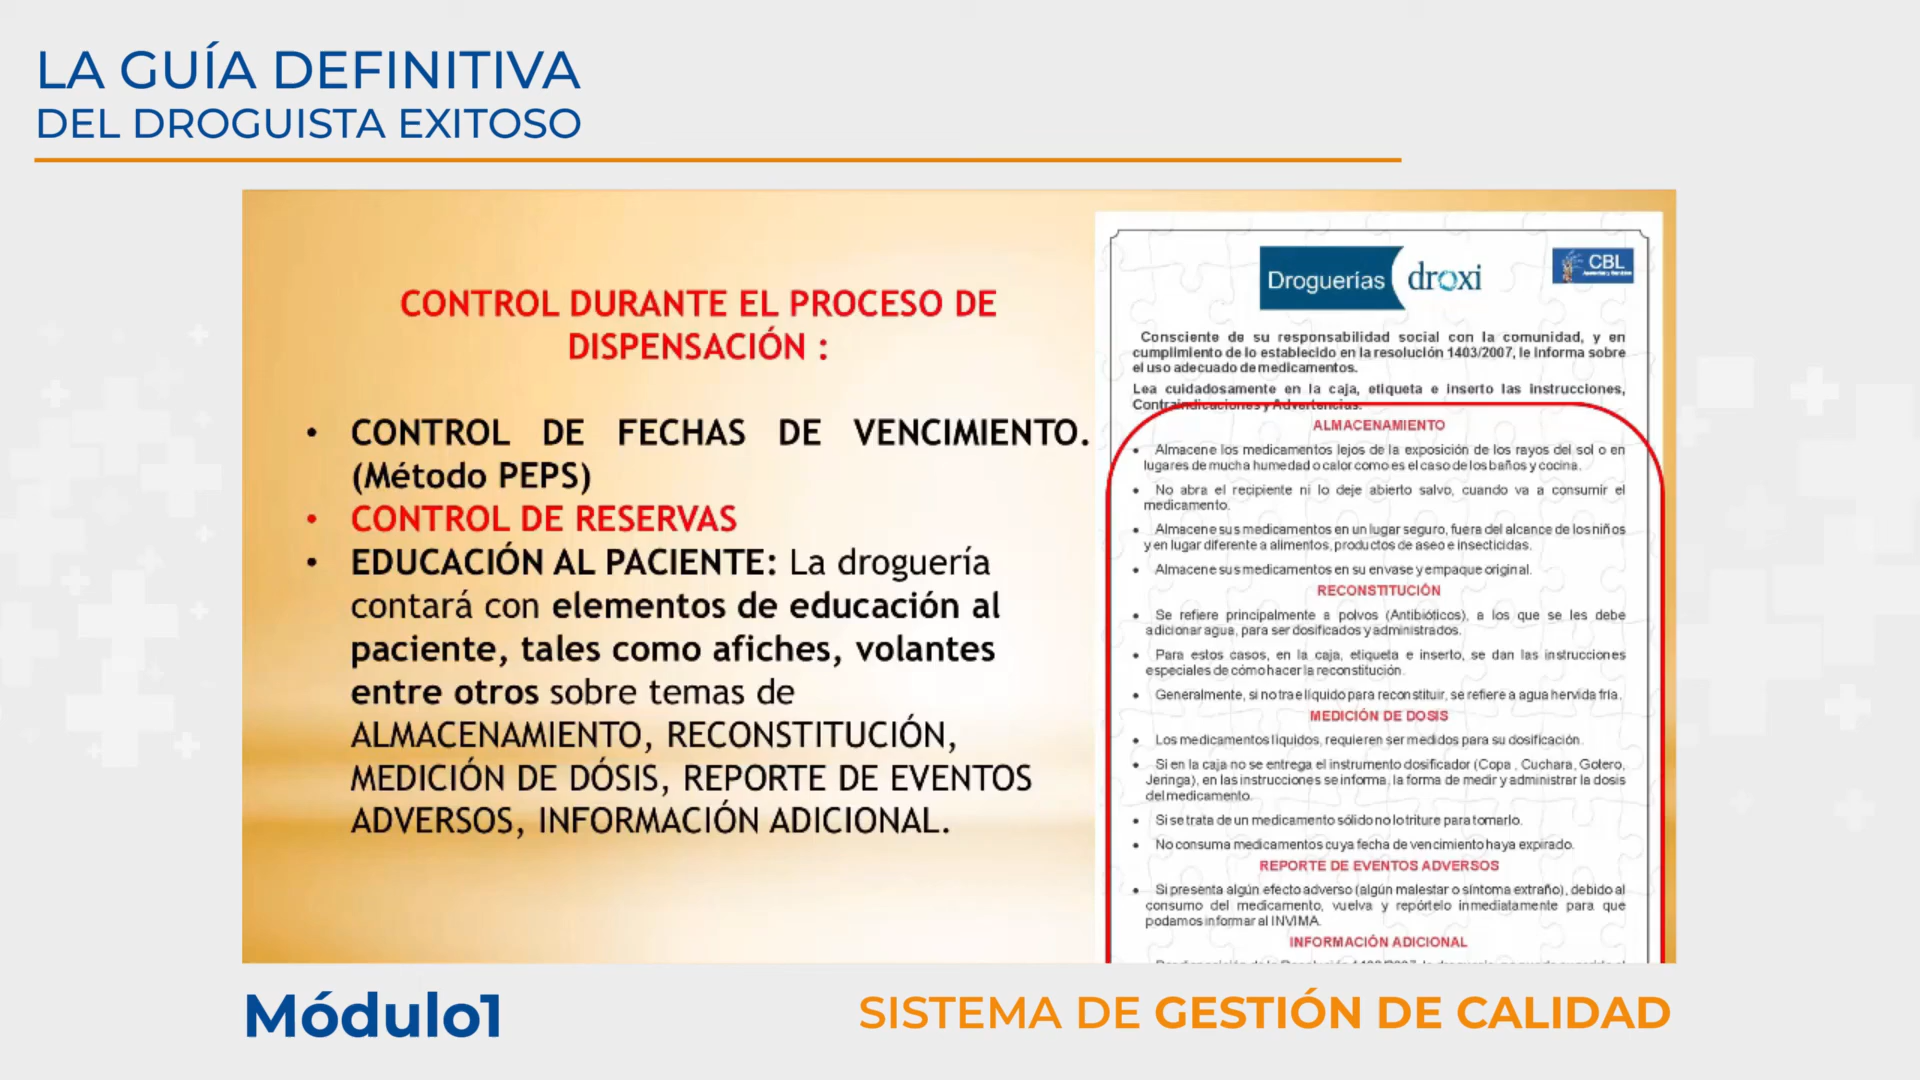 LA GUÍA DEFINITIVA
DEL DROGUISTA EXITOSO
CONTROL DURANTE EL PROCESO DE
DISPENSACIÓN :
• CONTROL DE FECHAS DE VENCIMIENTO.
(Método PEPS)
• CONTROL DE RESERVAS
• EDUCACIÓN AL PACIENTE: La droguería
contará con elementos de educación al
paciente, tales como afiches, volantes
entre otros sobre temas de
ALMACENAMIENTO, RECONSTITUCIÓN,
MEDICIÓN DE DÓSIS, REPORTE DE EVENTOS
ADVERSOS, INFORMACIÓN ADICIONAL.
Droguerías droxi
CBL
Consciente de su responsabilidad social con la comunidad, y en
cumplimiento de lo establecido en la resolución 1403/2007, le informa sobre
el uso adecuado de medicamentos.
Lea cuidadosamente en la caja, etiqueta e inserto las instrucciones,
Contraindicaciones y Advertencias.
ALMACENAMIENTO
• Almacene los medicamentos lejos de la exposición de los rayos del sol o en
lugares de mucha humedad o calor como es el caso de los baños y cocina.
• No abra el recipiente ni lo deje abierto salvo, cuando va a consumir el
medicamento.
• Almacene sus medicamentos en un lugar seguro, fuera del alcance de los niños
y en lugar diferente a alimentos, productos de aseo e insecticidas.
• Almacene sus medicamentos en su envase y empaque original.
RECONSTITUCIÓN
• Se refiere principalmente a polvos (Antibióticos), a los que se les debe
adicionar agua, para ser dosificados y administrados.
• Para estos casos, en la caja, etiqueta e inserto, se dan las instrucciones
especiales de cómo hacer la reconstitución.
• Generalmente, si no trae líquido para reconstituir, se refiere a agua hervida fría.
MEDICIÓN DE DOSIS
• Los medicamentos líquidos, requieren ser medidos para su dosificación.
• Si en la caja no se entrega el instrumento dosificador (Copa , Cuchara, Gotero,
Jeringa), en las instrucciones se informa, la forma de medir y administrar la dosis
del medicamento.
• Si se trata de un medicamento sólido no lo triture para tomarlo.
• No consuma medicamentos cuya fecha de vencimiento haya expirado.
REPORTE DE EVENTOS ADVERSOS
• Si presenta algún efecto adverso (algún malestar o síntoma extraño), debido al
consumo del medicamento, vuelva y repórtelo inmediatamente para que
podamos informar al INVIMA.
INFORMACIÓN ADICIONAL
Módulo1
SISTEMA DE GESTIÓN DE CALIDAD